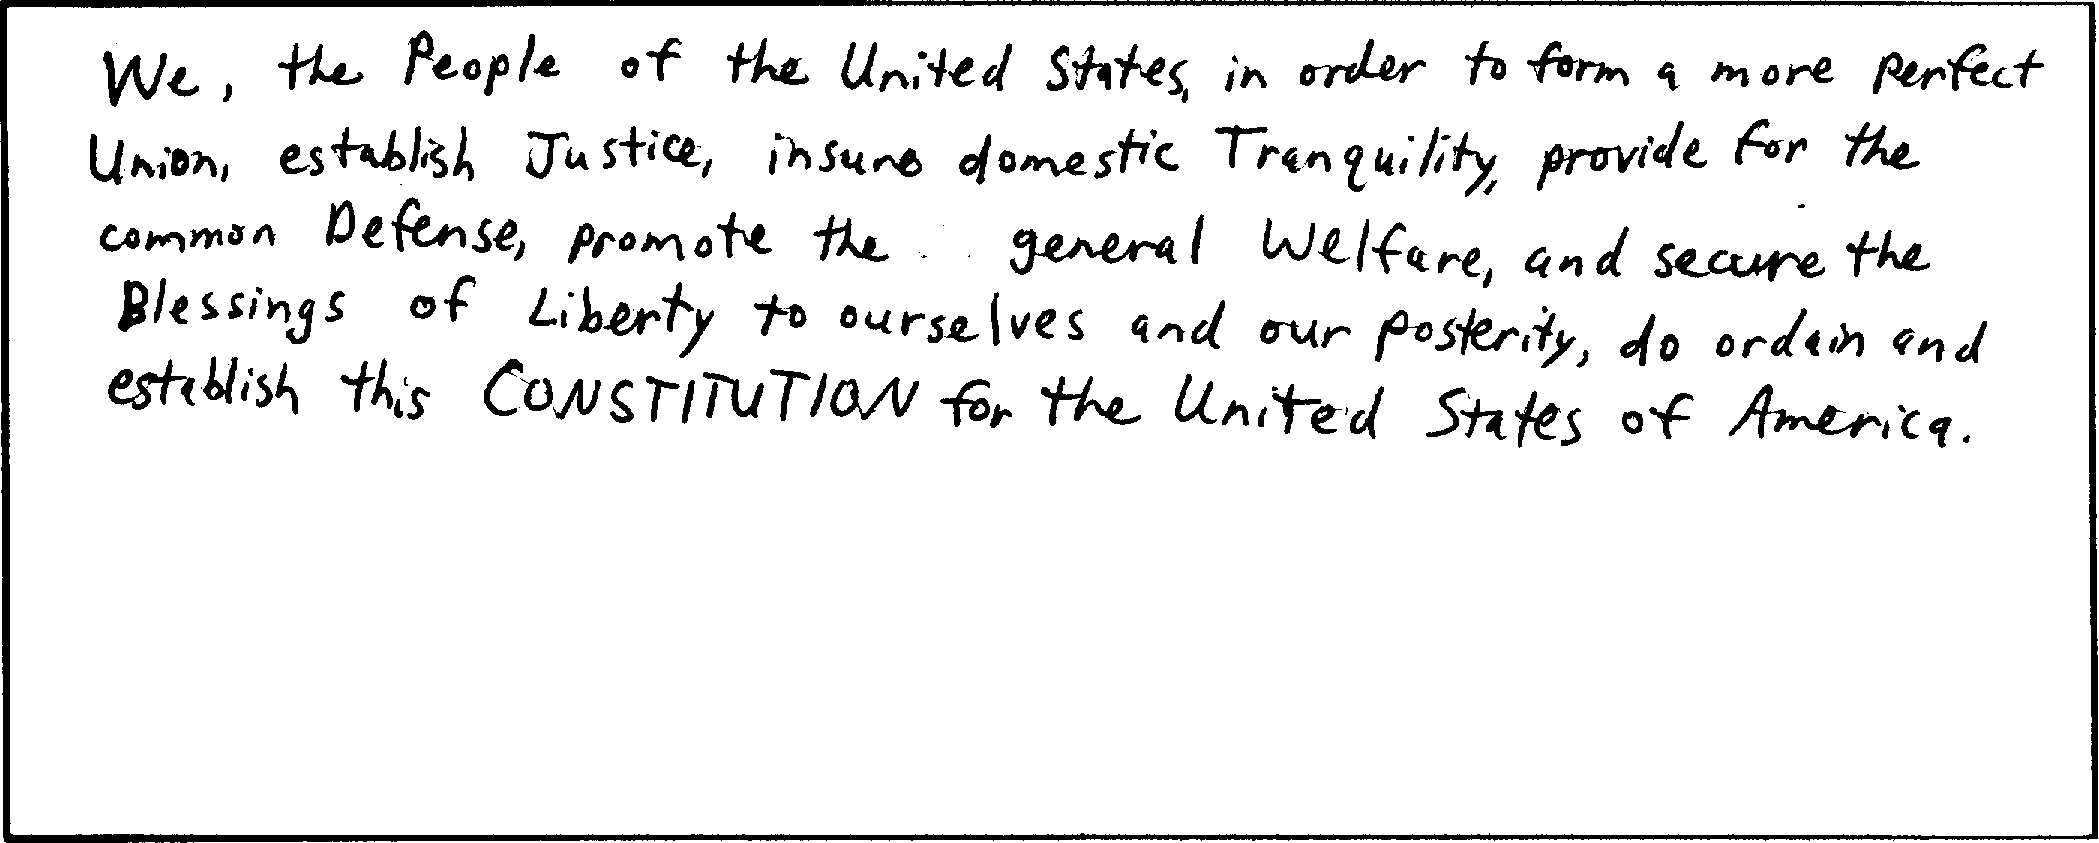 We, the People of the United States, in order to form a more perfect
Union, establish Justice, insure domestic Tranquility, provide for the
common Defense, promote the general Welfare, and secure the
Blessings of Liberty to ourselves and our posterity, do ordain and
establish this CONSTITUTION for the United States of America.